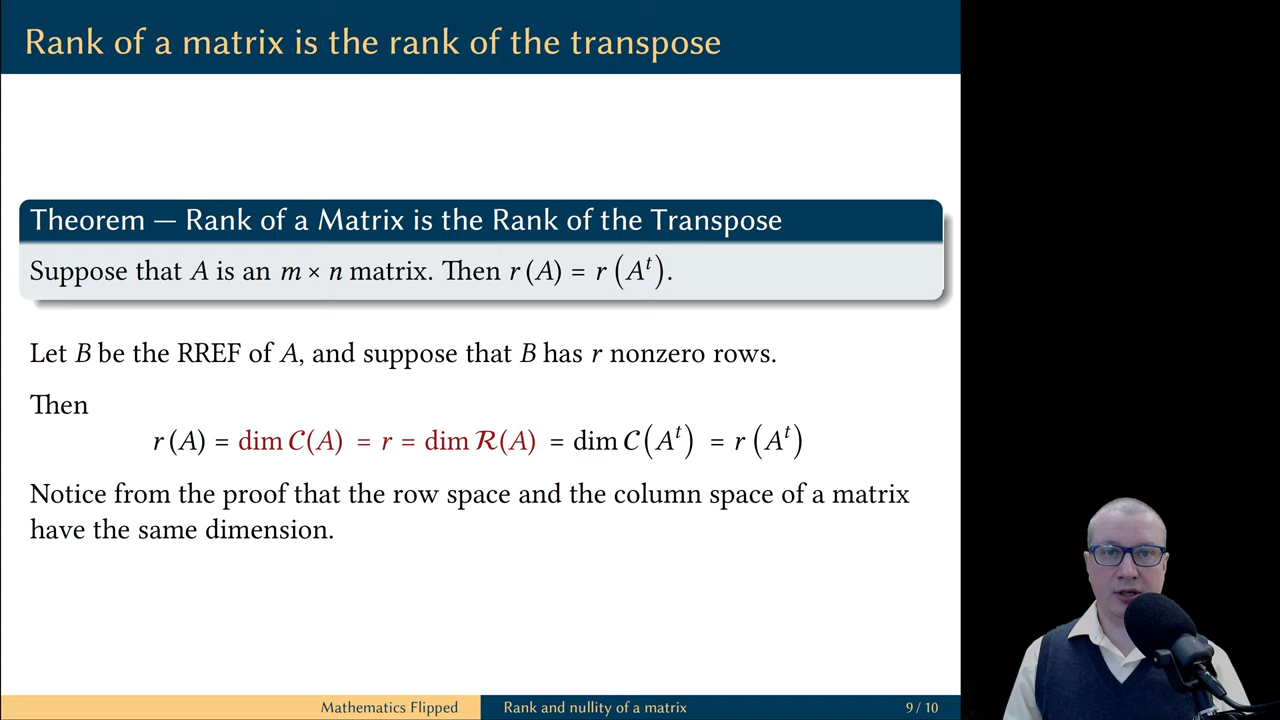 Rank of a matrix is the rank of the transpose
Theorem — Rank of a Matrix is the Rank of the Transpose
Suppose that A is an m × n matrix. Then r (A) = r (Aᵗ).
Let B be the RREF of A, and suppose that B has r nonzero rows.
Then
r (A) = dim 𝒞(A) = r = dim ℛ(A) = dim 𝒞(Aᵗ) = r (Aᵗ)
Notice from the proof that the row space and the column space of a matrix
have the same dimension.
Mathematics Flipped Rank and nullity of a matrix 9 / 10